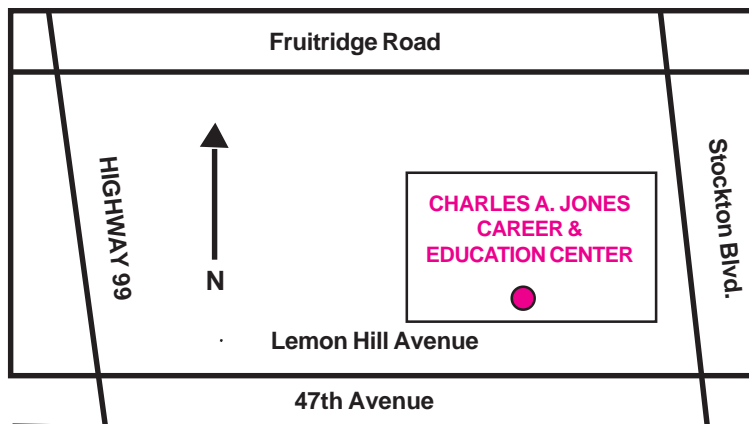 Fruitridge Road
HIGHWAY 99
Stockton Blvd.
CHARLES A. JONES
CAREER &
EDUCATION CENTER
N
Lemon Hill Avenue
47th Avenue